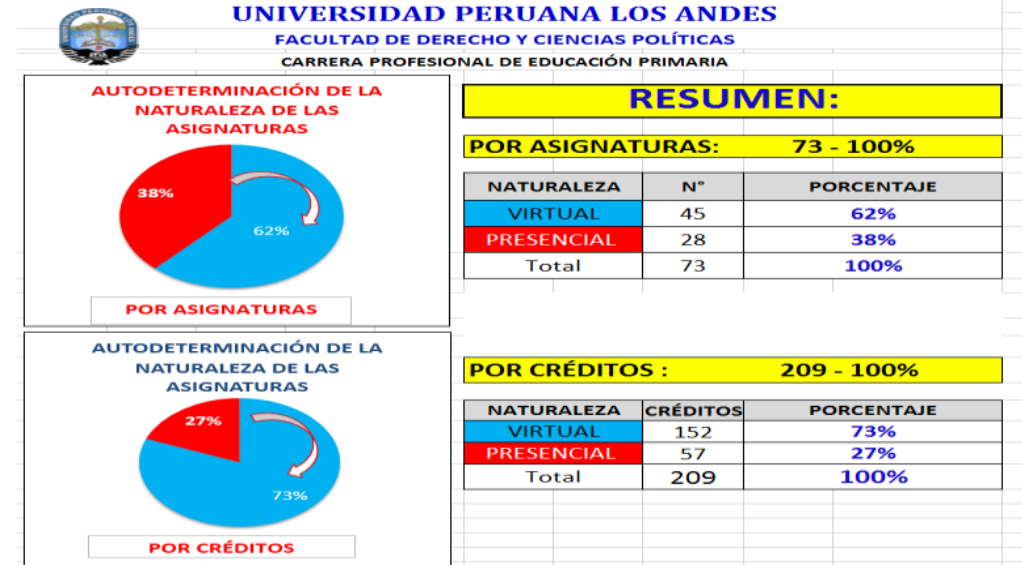 UNIVERSIDAD PERUANA LOS ANDES
FACULTAD DE DERECHO Y CIENCIAS POLÍTICAS
CARRERA PROFESIONAL DE EDUCACIÓN PRIMARIA
AUTODETERMINACIÓN DE LA
NATURALEZA DE LAS
ASIGNATURAS
38%
62%
POR ASIGNATURAS
RESUMEN:
POR ASIGNATURAS: 73 - 100%
NATURALEZA N° PORCENTAJE
VIRTUAL 45 62%
PRESENCIAL 28 38%
Total 73 100%
AUTODETERMINACIÓN DE LA
NATURALEZA DE LAS
ASIGNATURAS
27%
73%
POR CRÉDITOS
POR CRÉDITOS : 209 - 100%
NATURALEZA CRÉDITOS PORCENTAJE
VIRTUAL 152 73%
PRESENCIAL 57 27%
Total 209 100%